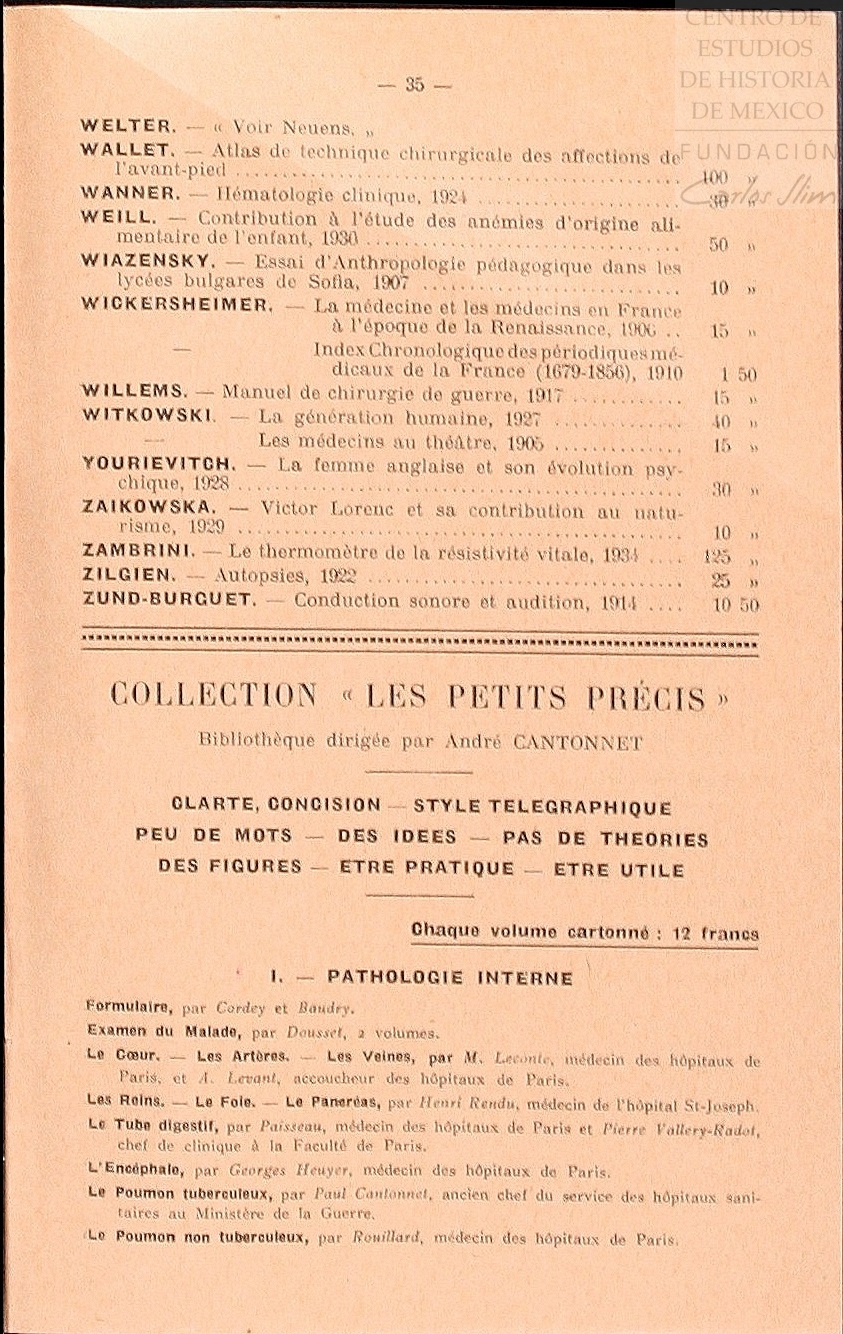 CENTRO DE
ESTUDIOS
DE HISTORIA
DE MEXICO
FUNDACIÓN
Carlos Slim
— 35 —
WELTER. — « Voir Neuens. „
WALLET. — Atlas de technique chirurgicale des affections de
l'avant-pied ........ 100 »
WANNER. — Hématologie clinique, 1924 ........ 30 »
WEILL. — Contribution à l'étude des anémies d'origine ali-
mentaire de l'enfant, 1930 ........ 50 »
WIAZENSKY. — Essai d'Anthropologie pédagogique dans les
lycées bulgares de Sofia, 1907 ........ 10 »
WICKERSHEIMER. — La médecine et les médecins en France
à l'époque de la Renaissance, 1906 .. 15 »
— Index Chronologique des périodiques mé-
dicaux de la France (1679-1856), 1910 1 50
WILLEMS. — Manuel de chirurgie de guerre, 1917 ........ 15 »
WITKOWSKI. — La génération humaine, 1927 ........ 40 »
— Les médecins au théâtre, 1905 ........ 15 »
YOURIEVITCH. — La femme anglaise et son évolution psy-
chique, 1928 ........ 30 »
ZAIKOWSKA. — Victor Lorenc et sa contribution au natu-
risme, 1929 ........ 10 »
ZAMBRINI. — Le thermomètre de la résistivité vitale, 1934 .... 125 »
ZILGIEN. — Autopsies, 1922 ........ 25 »
ZUND-BURGUET. — Conduction sonore et audition, 1914 .... 10 50
COLLECTION « LES PETITS PRÉCIS »
Bibliothèque dirigée par André CANTONNET
CLARTE, CONCISION — STYLE TELEGRAPHIQUE
PEU DE MOTS — DES IDEES — PAS DE THEORIES
DES FIGURES — ETRE PRATIQUE — ETRE UTILE
Chaque volume cartonné : 12 francs
I. — PATHOLOGIE INTERNE
Formulaire, par Cordey et Baudry.
Examen du Malade, par Dousset, 2 volumes.
Le Cœur. — Les Artères. — Les Veines, par M. Leconte, médecin des hôpitaux de
Paris, et A. Levant, accoucheur des hôpitaux de Paris.
Les Reins. — Le Foie. — Le Pancréas, par Henri Rendu, médecin de l'hôpital St-Joseph.
Le Tube digestif, par Paisseau, médecin des hôpitaux de Paris et Pierre Vallery-Radot,
chef de clinique à la Faculté de Paris.
L'Encéphale, par Georges Heuyer, médecin des hôpitaux de Paris.
Le Poumon tuberculeux, par Paul Cantonnet, ancien chef du service des hôpitaux sani-
taires au Ministère de la Guerre.
Le Poumon non tuberculeux, par Rouillard, médecin des hôpitaux de Paris.